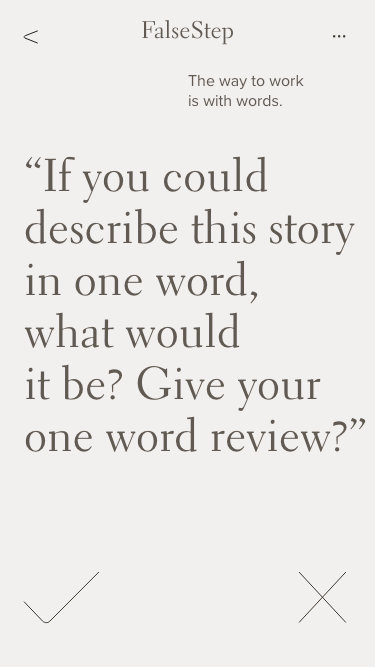 <
FalseStep
...
The way to work
is with words.
“If you could
describe this story
in one word,
what would
it be? Give your
one word review?”